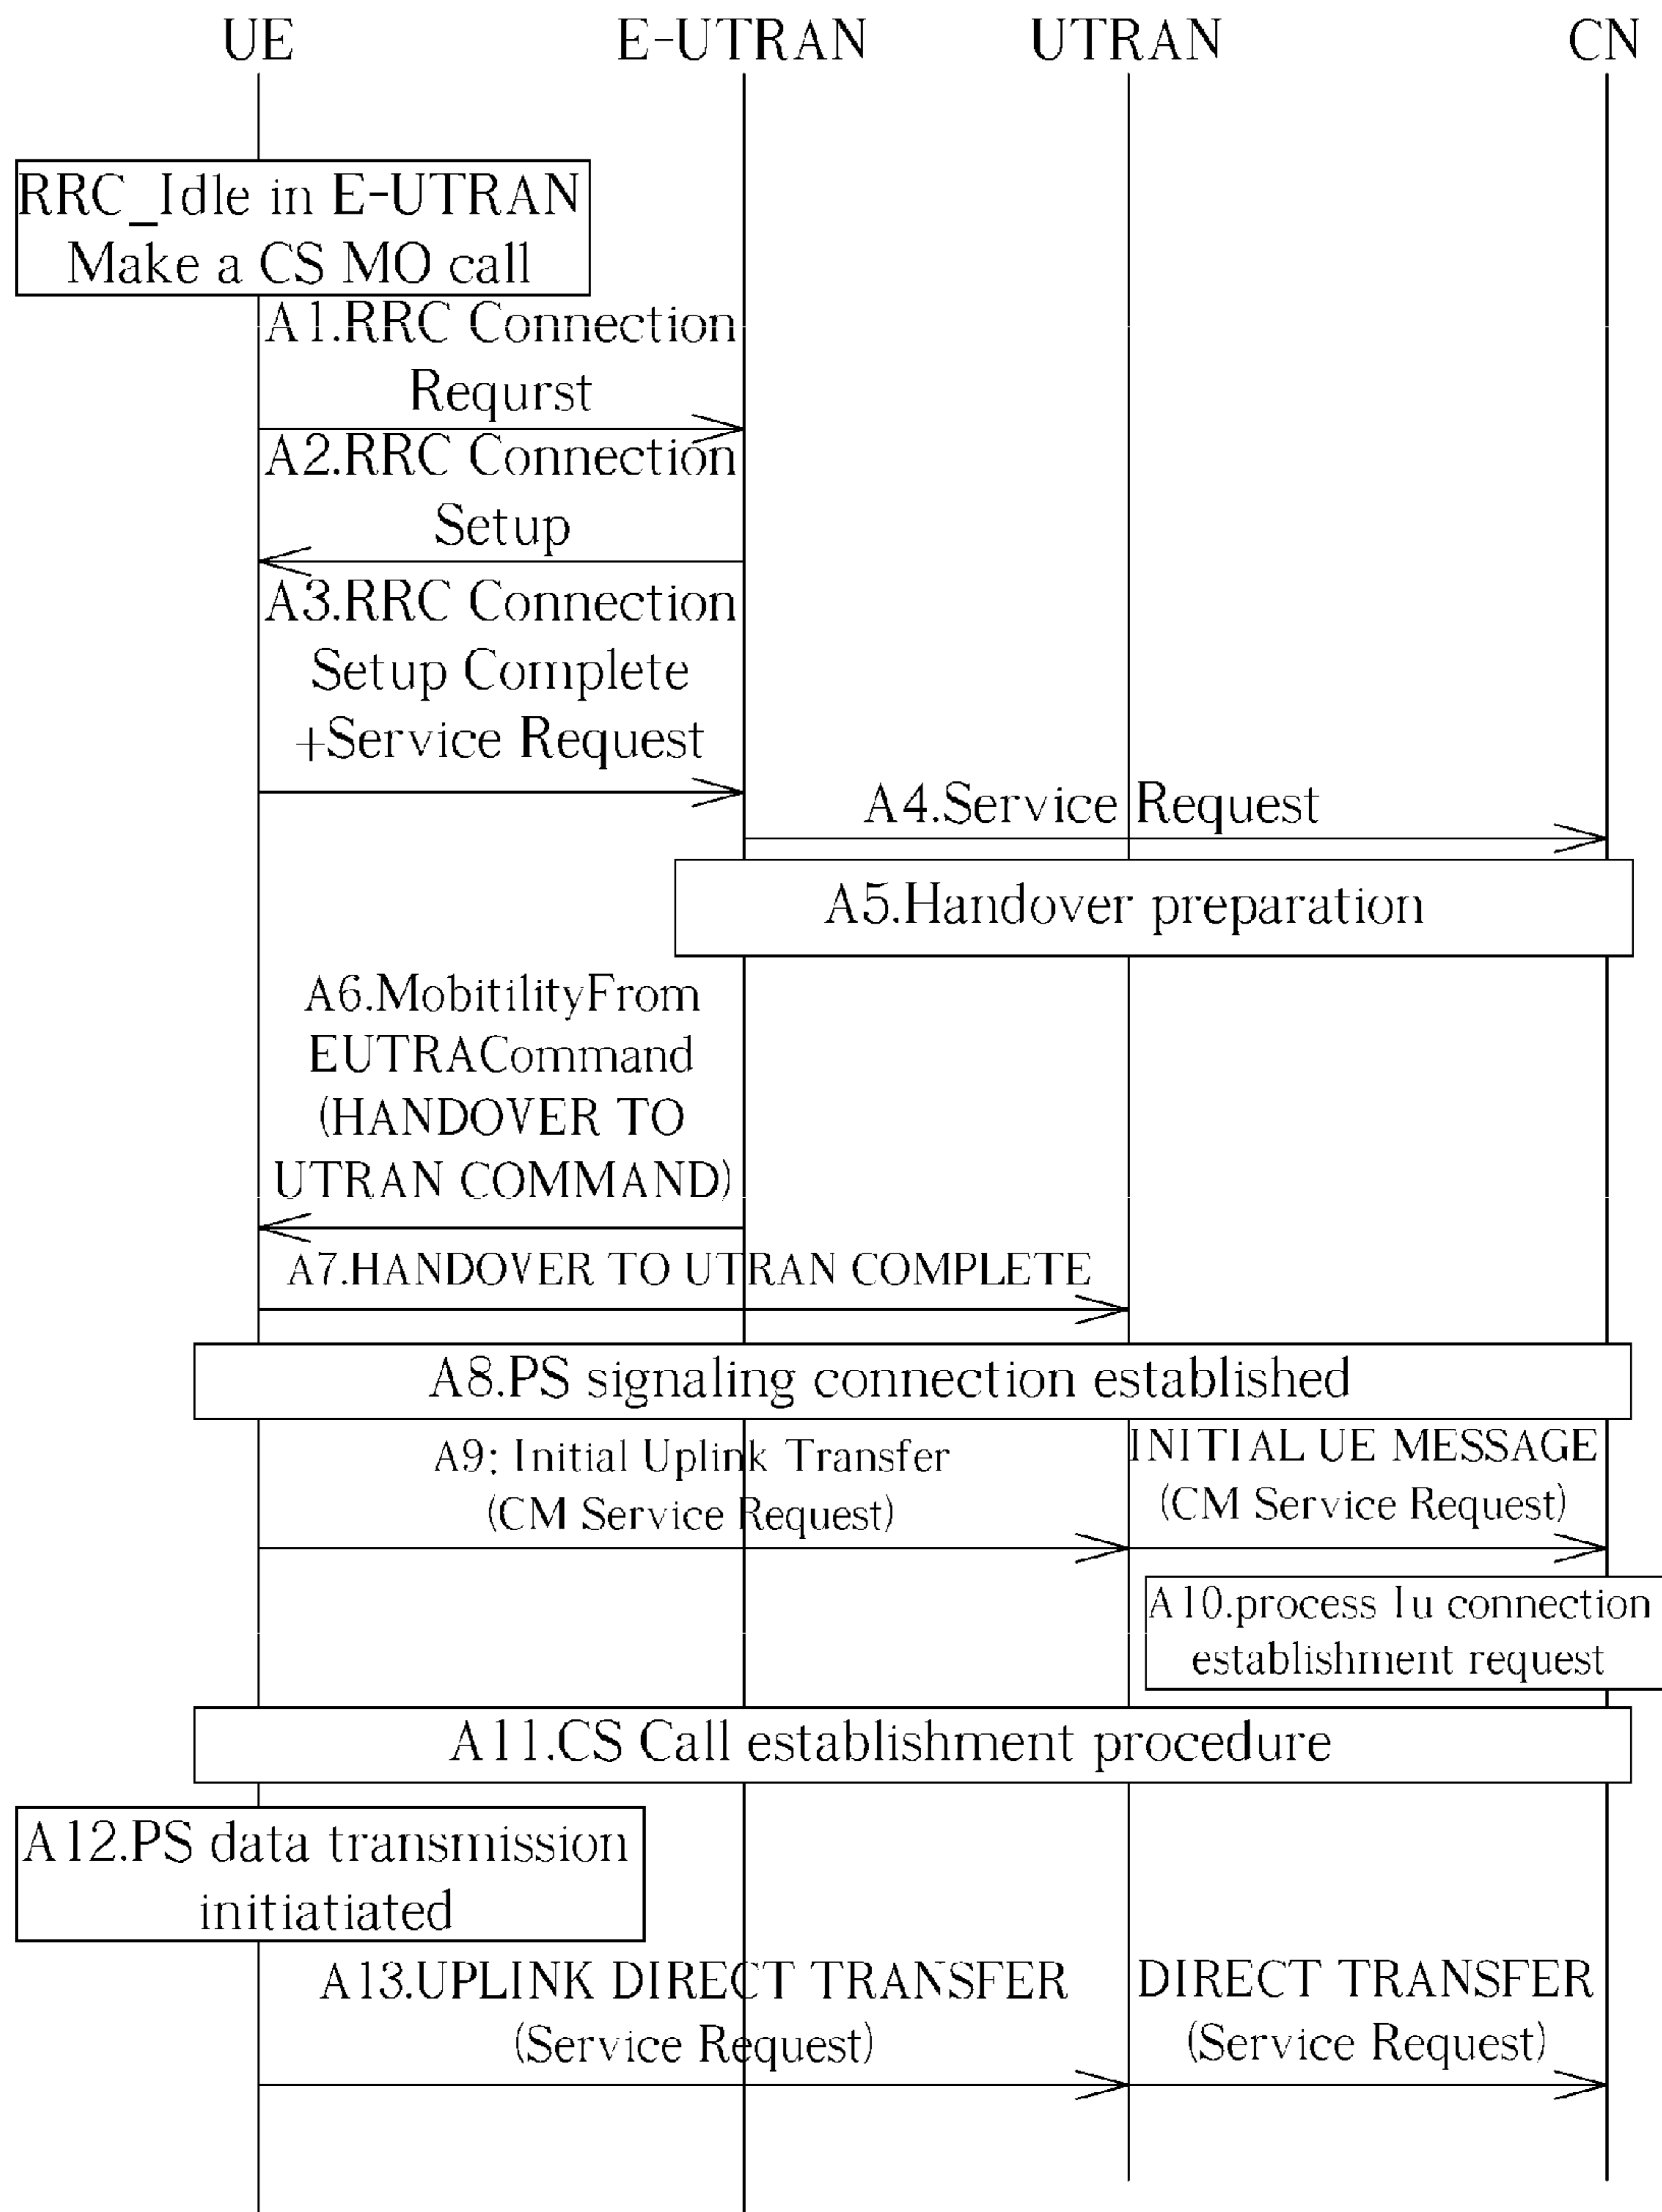 UE
E-UTRAN
UTRAN
CN
RRC_Idle in E-UTRAN
Make a CS MO call
A1.RRC Connection
Requrst
A2.RRC Connection
Setup
A3.RRC Connection
Setup Complete
+Service Request
A4.Service Request
A5.Handover preparation
A6.MobitilityFrom
EUTRACommand
(HANDOVER TO
UTRAN COMMAND)
A7.HANDOVER TO UTRAN COMPLETE
A8.PS signaling connection established
A9: Initial Uplink Transfer
(CM Service Request)
INITIAL UE MESSAGE
(CM Service Request)
A10.process Iu connection
establishment request
A11.CS Call establishment procedure
A12.PS data transmission
initiatiated
A13.UPLINK DIRECT TRANSFER
(Service Request)
DIRECT TRANSFER
(Service Request)